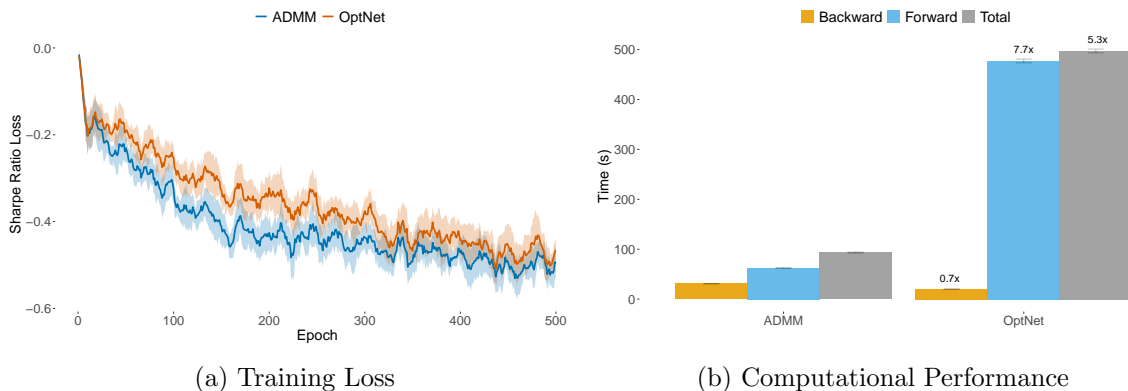 ADMM OptNet
Sharpe Ratio Loss
0.0
−0.2
−0.4
−0.6
0 100 200 300 400 500
Epoch
(a) Training Loss
Backward Forward Total
Time (s)
500
400
300
200
100
0
0.7x
7.7x
5.3x
ADMM OptNet
(b) Computational Performance